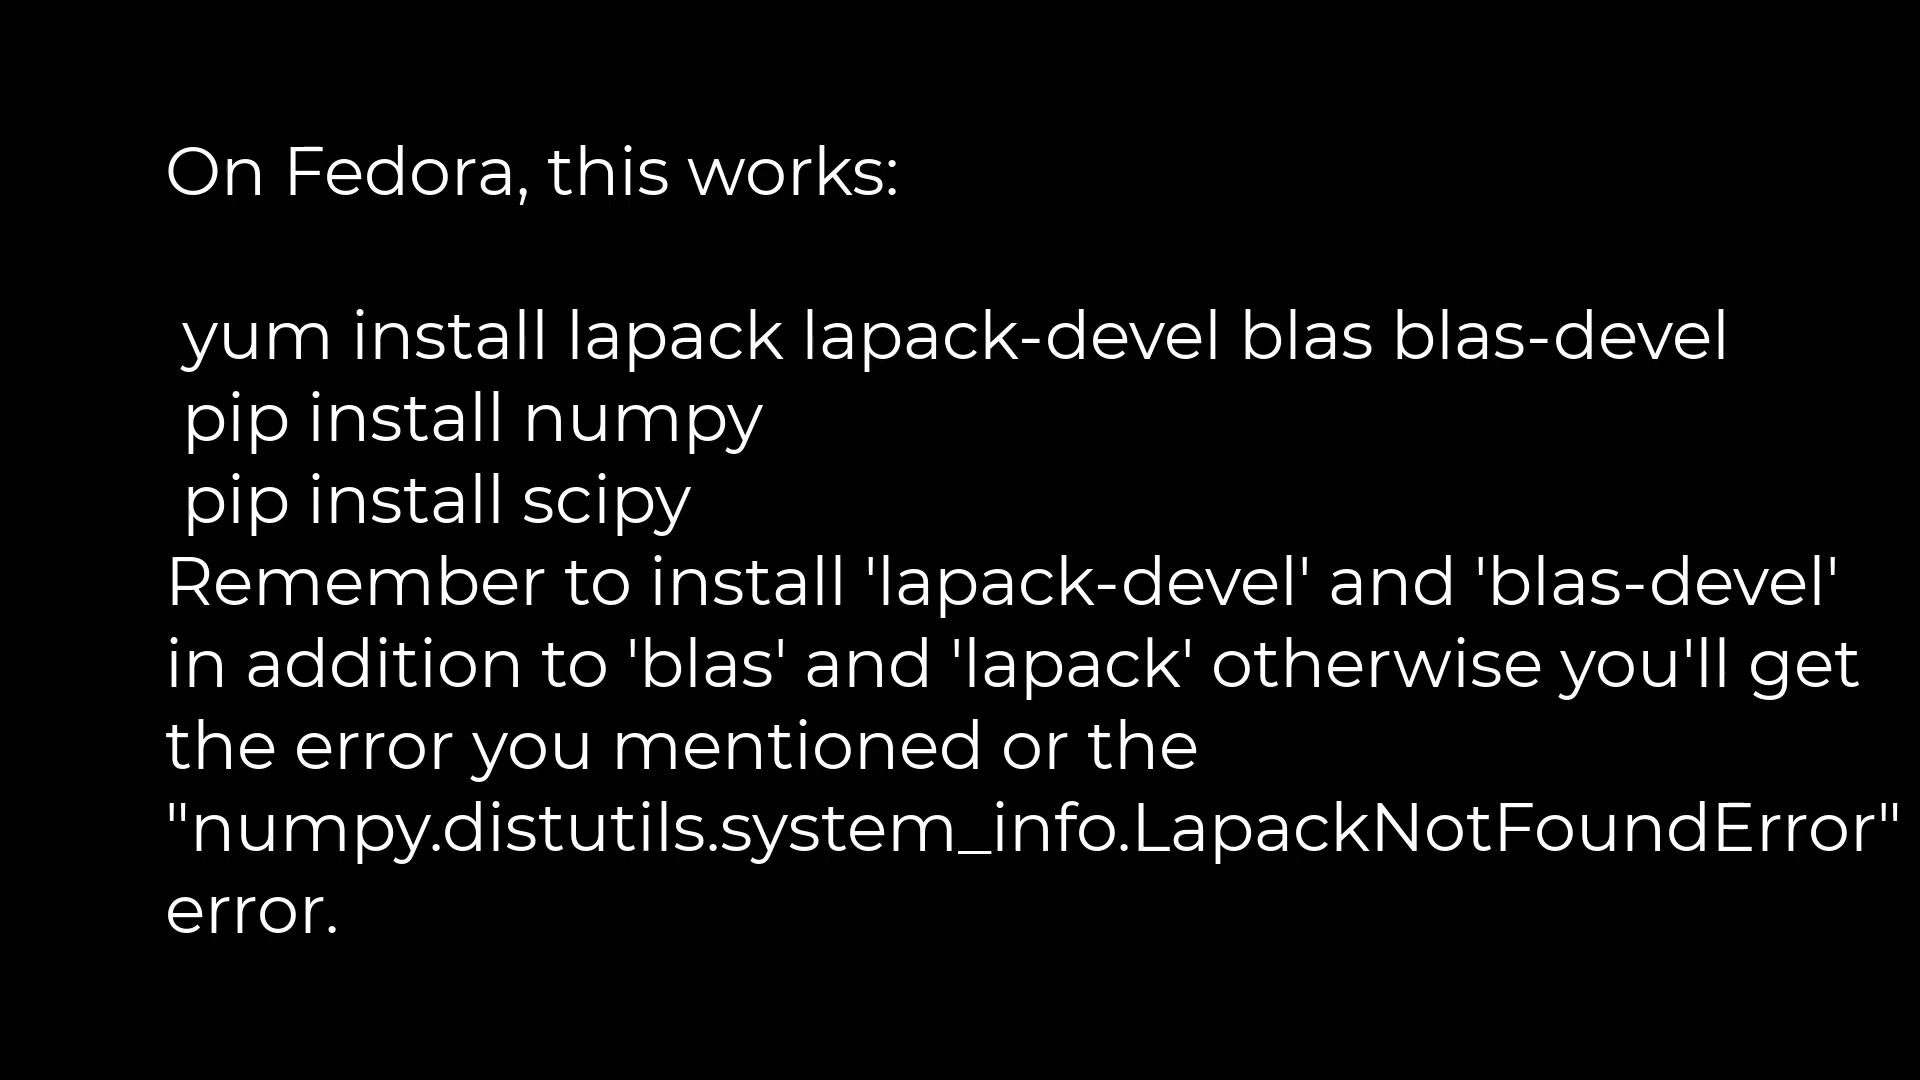 On Fedora, this works:
yum install lapack lapack-devel blas blas-devel
pip install numpy
pip install scipy
Remember to install 'lapack-devel' and 'blas-devel'
in addition to 'blas' and 'lapack' otherwise you'll get
the error you mentioned or the
"numpy.distutils.system_info.LapackNotFoundError"
error.